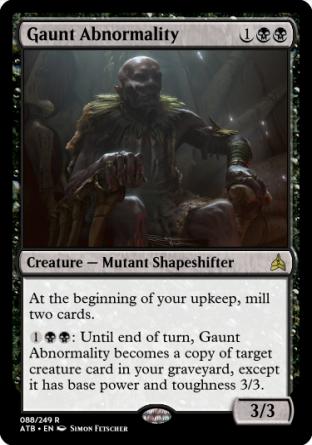 Gaunt Abnormality 1
Creature — Mutant Shapeshifter
At the beginning of your upkeep, mill
two cards.
1 : Until end of turn, Gaunt
Abnormality becomes a copy of target
creature card in your graveyard, except
it has base power and toughness 3/3.
3/3
088/249 R
ATB • EN Simon Fetscher